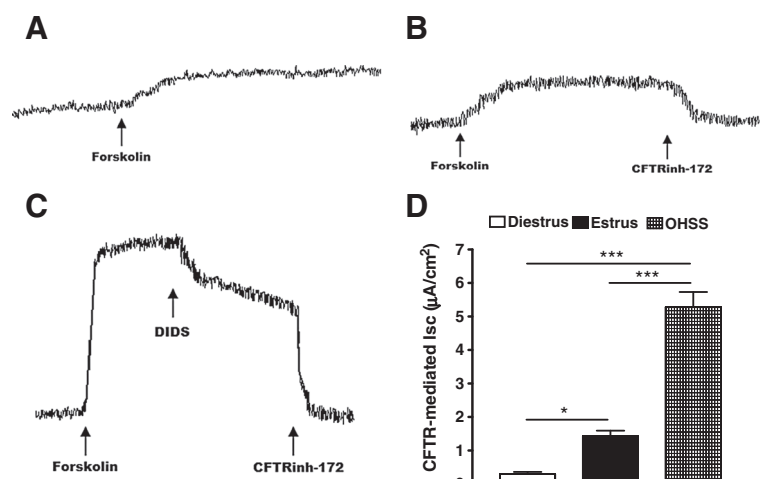 A
Forskolin
B
Forskolin
CFTRinh-172
C
DIDS
Forskolin
CFTRinh-172
D
Diestrus Estrus OHSS
CFTR-mediated Isc (µA/cm²)
7
6
5
4
3
2
1
***
***
*